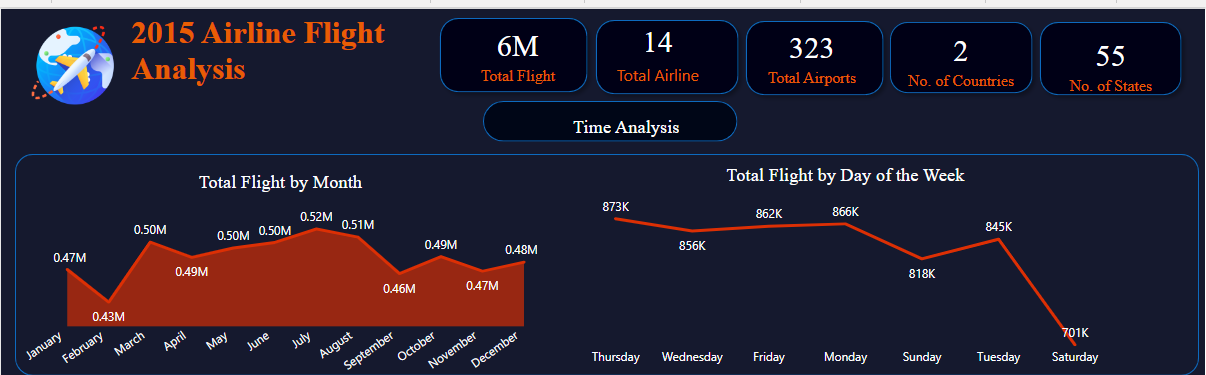 2015 Airline Flight
Analysis
6M
Total Flight
14
Total Airline
323
Total Airports
2
No. of Countries
55
No. of States
Time Analysis
Total Flight by Month
0.47M
0.43M
0.50M
0.49M
0.50M
0.50M
0.52M
0.51M
0.46M
0.49M
0.47M
0.48M
January
February
March
April
May
June
July
August
September
October
November
December
Total Flight by Day of the Week
873K
856K
862K
866K
818K
845K
701K
Thursday
Wednesday
Friday
Monday
Sunday
Tuesday
Saturday